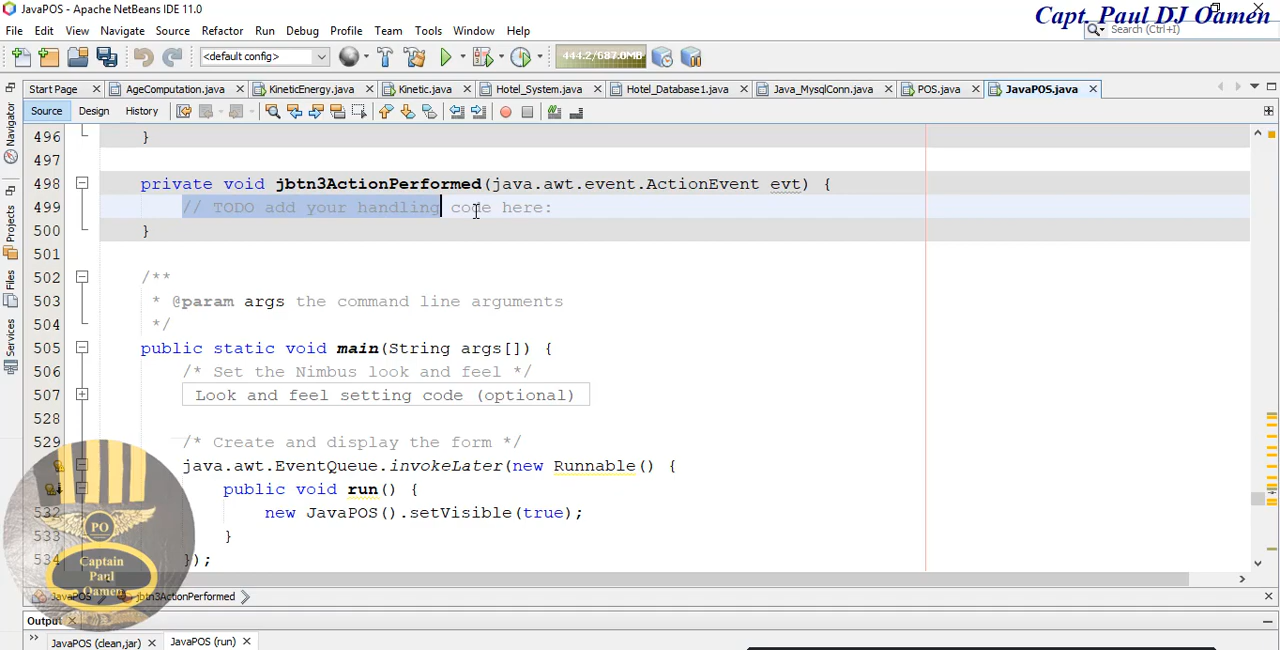 JavaPOS - Apache NetBeans IDE 11.0
Capt. Paul DJ Oamen
File Edit View Navigate Source Refactor Run Debug Profile Team Tools Window Help
Search (Ctrl+I)
<default config>
444.2/687.0MB
Start Page
AgeComputation.java
KineticEnergy.java
Kinetic.java
Hotel_System.java
Hotel_Database1.java
Java_MysqlConn.java
POS.java
JavaPOS.java
Source Design History
Navigator
Projects
Files
Services
496 }
497
498 private void jbtn3ActionPerformed(java.awt.event.ActionEvent evt) {
499 // TODO add your handling code here:
500 }
501
502 /**
503 * @param args the command line arguments
504 */
505 public static void main(String args[]) {
506 /* Set the Nimbus look and feel */
507 Look and feel setting code (optional)
528
529 /* Create and display the form */
java.awt.EventQueue.invokeLater(new Runnable() {
public void run() {
532 new JavaPOS().setVisible(true);
533 }
534 });
PO
Captain
Paul
Oamen
JavaPOS
jbtn3ActionPerformed
Output
JavaPOS (clean,jar)
JavaPOS (run)